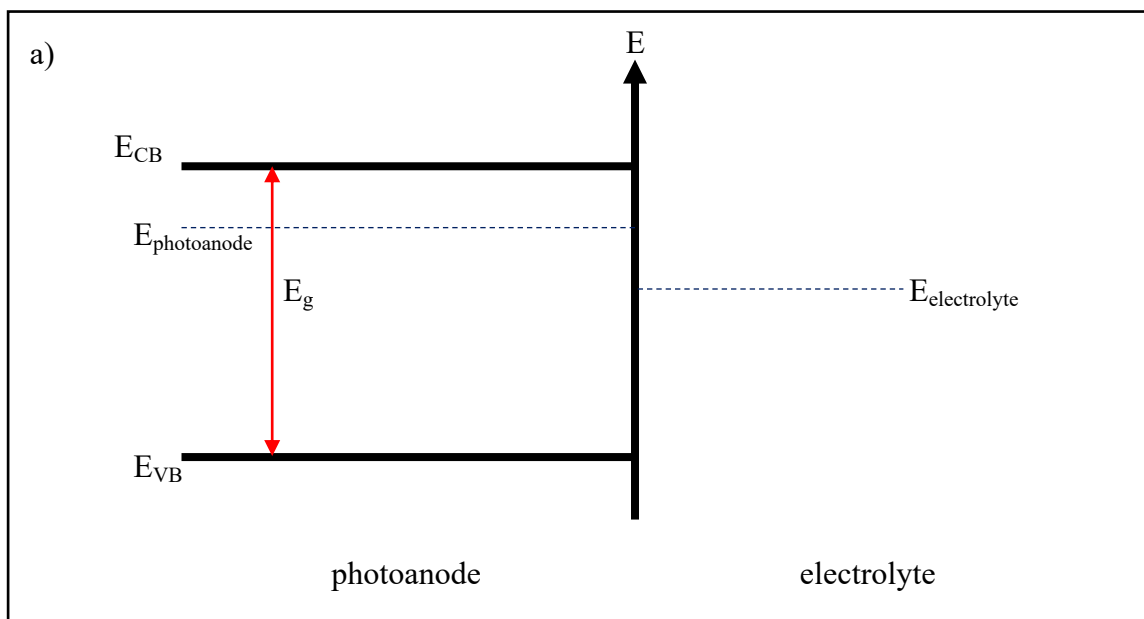 a)
E
E_CB
E_photoanode
E_g
E_electrolyte
E_VB
photoanode
electrolyte